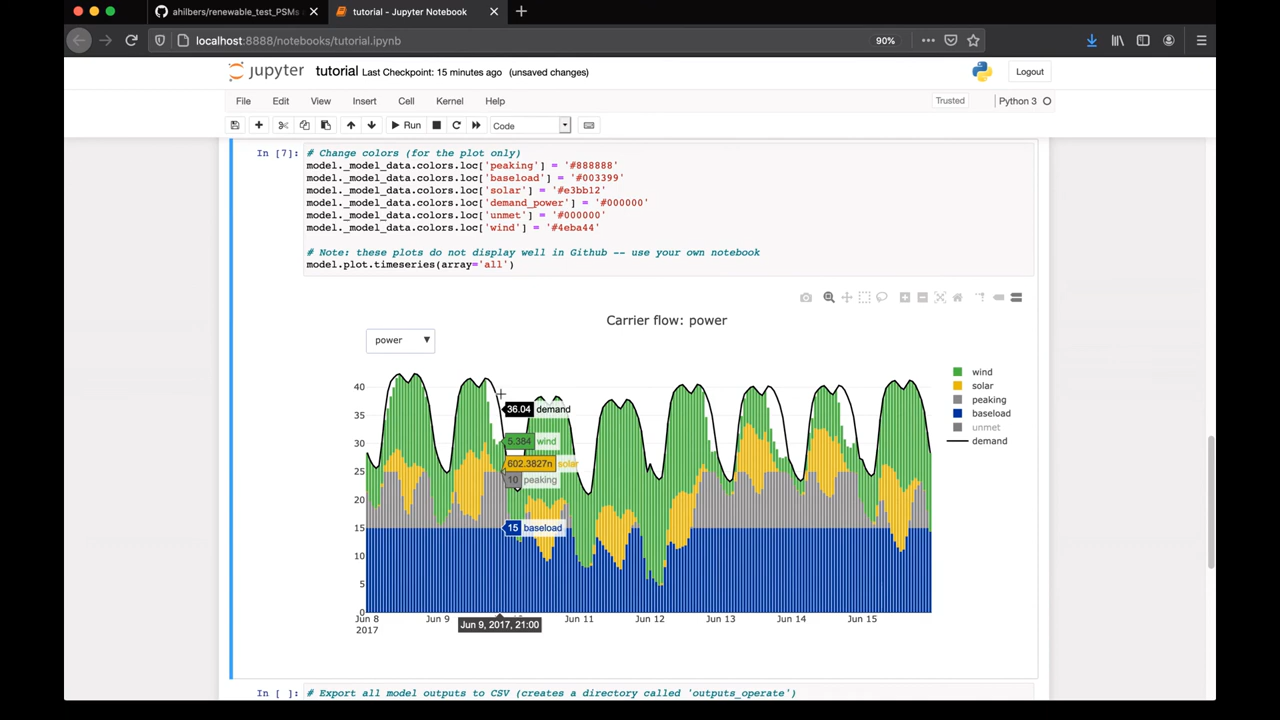 ahilbers/renewable_test_PSMs
tutorial - Jupyter Notebook
localhost:8888/notebooks/tutorial.ipynb
90%
jupyter tutorial Last Checkpoint: 15 minutes ago (unsaved changes)
Logout
File Edit View Insert Cell Kernel Help
Trusted
Python 3
Run
Code
In [7]:
# Change colors (for the plot only)
model._model_data.colors.loc['peaking'] = '#888888'
model._model_data.colors.loc['baseload'] = '#003399'
model._model_data.colors.loc['solar'] = '#e3bb12'
model._model_data.colors.loc['demand_power'] = '#000000'
model._model_data.colors.loc['unmet'] = '#000000'
model._model_data.colors.loc['wind'] = '#4eba44'
# Note: these plots do not display well in Github -- use your own notebook
model.plot.timeseries(array='all')
Carrier flow: power
power
wind
solar
peaking
baseload
unmet
demand
40
35
30
25
20
15
10
5
0
36.04 demand
5.384 wind
602.3827n solar
10 peaking
15 baseload
Jun 8
2017
Jun 9
Jun 9, 2017, 21:00
Jun 11
Jun 12
Jun 13
Jun 14
Jun 15
In [ ]:
# Export all model outputs to CSV (creates a directory called 'outputs_operate')